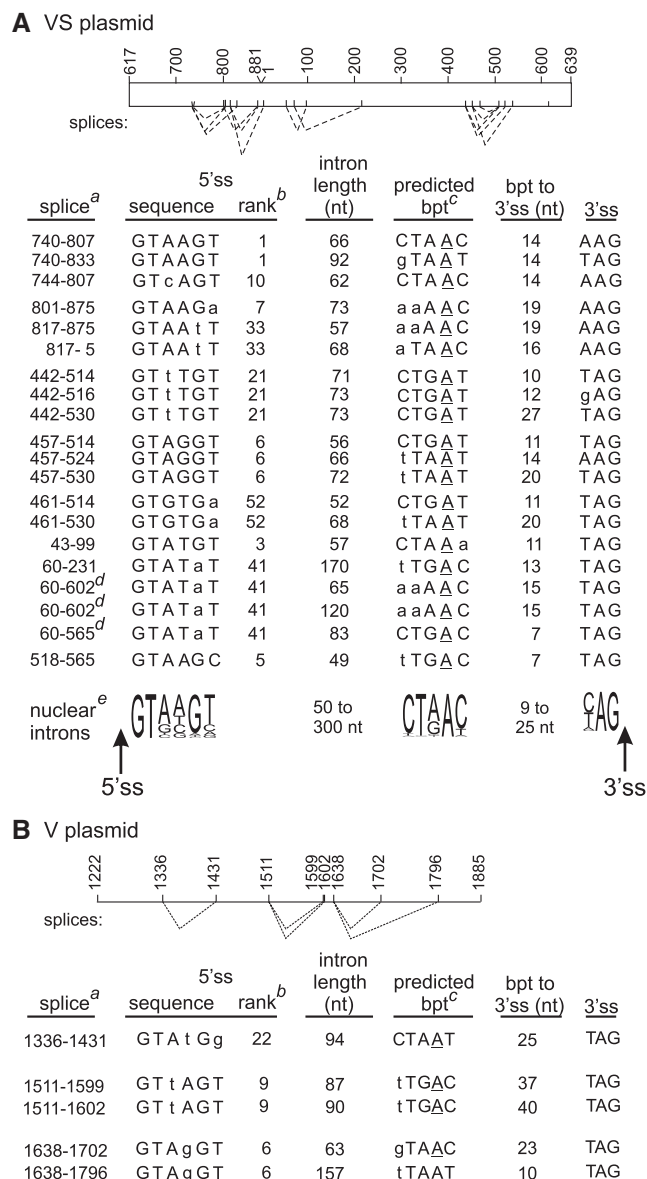 A VS plasmid
617 700 800 881 1 100 200 300 400 500 600 639
splices:
splice a 5'ss sequence rank b intron length (nt) predicted bpt c bpt to 3'ss (nt) 3'ss
740-807 GTAAGT 1 66 CTAAC 14 AAG
740-833 GTAAGT 1 92 gTAAT 14 TAG
744-807 GTcAGT 10 62 CTAAC 14 AAG
801-875 GTAAGa 7 73 aaAAC 19 AAG
817-875 GTAAtT 33 57 aaAAC 19 AAG
817- 5 GTAAtT 33 68 aTAAC 16 AAG
442-514 GTtTGT 21 71 CTGAT 10 TAG
442-516 GTtTGT 21 73 CTGAT 12 gAG
442-530 GTtTGT 21 73 CTGAT 27 TAG
457-514 GTAGGT 6 56 CTGAT 11 TAG
457-524 GTAGGT 6 66 tTAAT 14 AAG
457-530 GTAGGT 6 72 tTAAT 20 TAG
461-514 GTGTGa 52 52 CTGAT 11 TAG
461-530 GTGTGa 52 68 tTAAT 20 TAG
43-99 GTATGT 3 57 CTAAa 11 TAG
60-231 GTATaT 41 170 tTGAC 13 TAG
60-602 d GTATaT 41 65 aaAAC 15 TAG
60-602 d GTATaT 41 120 aaAAC 15 TAG
60-565 d GTATaT 41 83 CTGAC 7 TAG
518-565 GTAAGC 5 49 tTGAC 7 TAG
nuclear e introns 50 to 300 nt 9 to 25 nt
5'ss 3'ss
B V plasmid
1222 1336 1431 1511 1599 1602 1638 1702 1796 1885
splices:
splice a 5'ss sequence rank b intron length (nt) predicted bpt c bpt to 3'ss (nt) 3'ss
1336-1431 GTAtGg 22 94 CTAAT 25 TAG
1511-1599 GTtAGT 9 87 tTGAC 37 TAG
1511-1602 GTtAGT 9 90 tTGAC 40 TAG
1638-1702 GTAgGT 6 63 gTAAC 23 TAG
1638-1796 GTAgGT 6 157 tTAAT 10 TAG